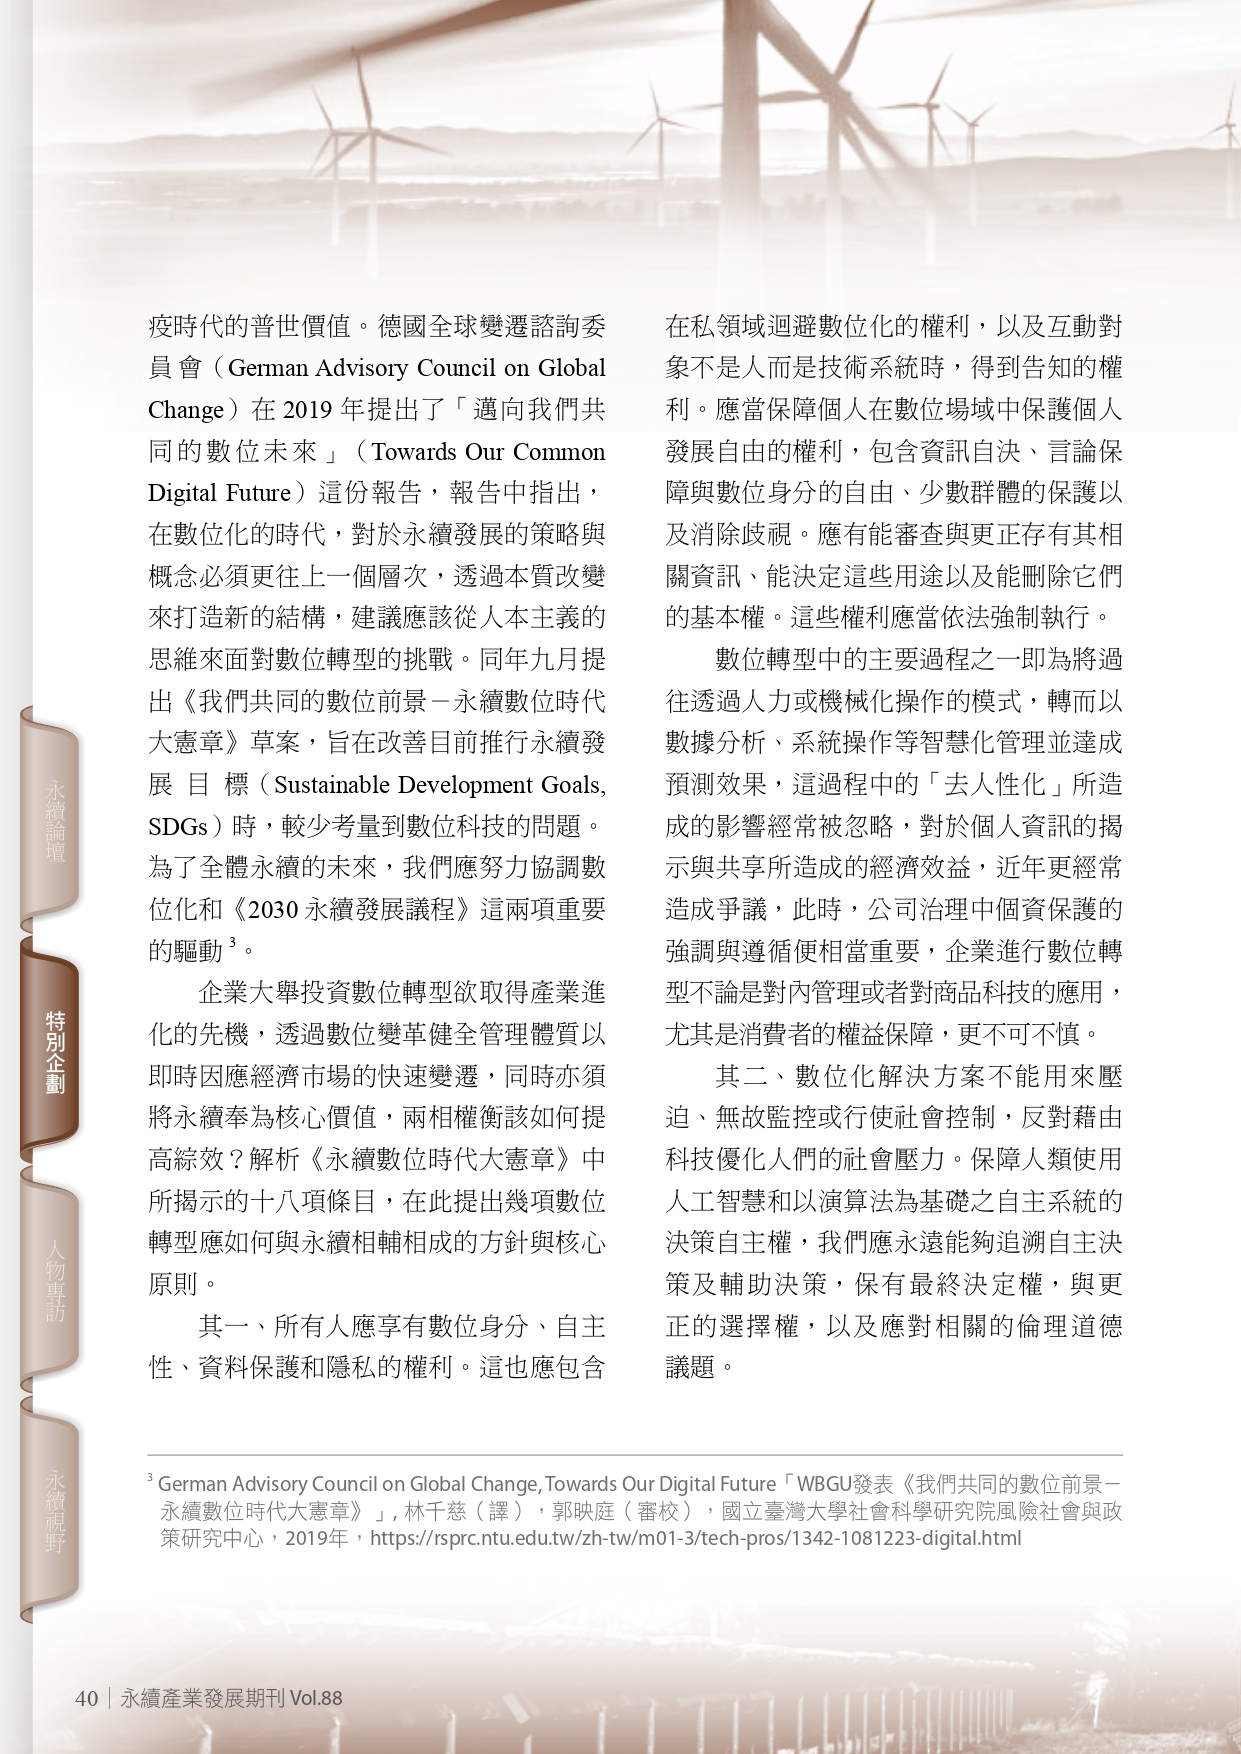 疫時代的普世價值。德國全球變遷諮詢委
員會（German Advisory Council on Global
Change）在 2019 年提出了「邁向我們共
同的數位未來」（Towards Our Common
Digital Future）這份報告，報告中指出，
在數位化的時代，對於永續發展的策略與
概念必須更往上一個層次，透過本質改變
來打造新的結構，建議應該從人本主義的
思維來面對數位轉型的挑戰。同年九月提
出《我們共同的數位前景－永續數位時代
大憲章》草案，旨在改善目前推行永續發
展目標（Sustainable Development Goals,
SDGs）時，較少考量到數位科技的問題。
為了全體永續的未來，我們應努力協調數
位化和《2030 永續發展議程》這兩項重要
的驅動 3。
企業大舉投資數位轉型欲取得產業進
化的先機，透過數位變革健全管理體質以
即時因應經濟市場的快速變遷，同時亦須
將永續奉為核心價值，兩相權衡該如何提
高綜效？解析《永續數位時代大憲章》中
所揭示的十八項條目，在此提出幾項數位
轉型應如何與永續相輔相成的方針與核心
原則。
其一、所有人應享有數位身分、自主
性、資料保護和隱私的權利。這也應包含
在私領域迴避數位化的權利，以及互動對
象不是人而是技術系統時，得到告知的權
利。應當保障個人在數位場域中保護個人
發展自由的權利，包含資訊自決、言論保
障與數位身分的自由、少數群體的保護以
及消除歧視。應有能審查與更正存有其相
關資訊、能決定這些用途以及能刪除它們
的基本權。這些權利應當依法強制執行。
數位轉型中的主要過程之一即為將過
往透過人力或機械化操作的模式，轉而以
數據分析、系統操作等智慧化管理並達成
預測效果，這過程中的「去人性化」所造
成的影響經常被忽略，對於個人資訊的揭
示與共享所造成的經濟效益，近年更經常
造成爭議，此時，公司治理中個資保護的
強調與遵循便相當重要，企業進行數位轉
型不論是對內管理或者對商品科技的應用，
尤其是消費者的權益保障，更不可不慎。
其二、數位化解決方案不能用來壓
迫、無故監控或行使社會控制，反對藉由
科技優化人們的社會壓力。保障人類使用
人工智慧和以演算法為基礎之自主系統的
決策自主權，我們應永遠能夠追溯自主決
策及輔助決策，保有最終決定權，與更
正的選擇權，以及應對相關的倫理道德
議題。
3 German Advisory Council on Global Change, Towards Our Digital Future「WBGU發表《我們共同的數位前景－
永續數位時代大憲章》」, 林千慈（譯），郭映庭（審校），國立臺灣大學社會科學研究院風險社會與政
策研究中心，2019年，https://rsprc.ntu.edu.tw/zh-tw/m01-3/tech-pros/1342-1081223-digital.html
永續論壇
特別企劃
人物專訪
永續視野
40 | 永續產業發展期刊 Vol.88